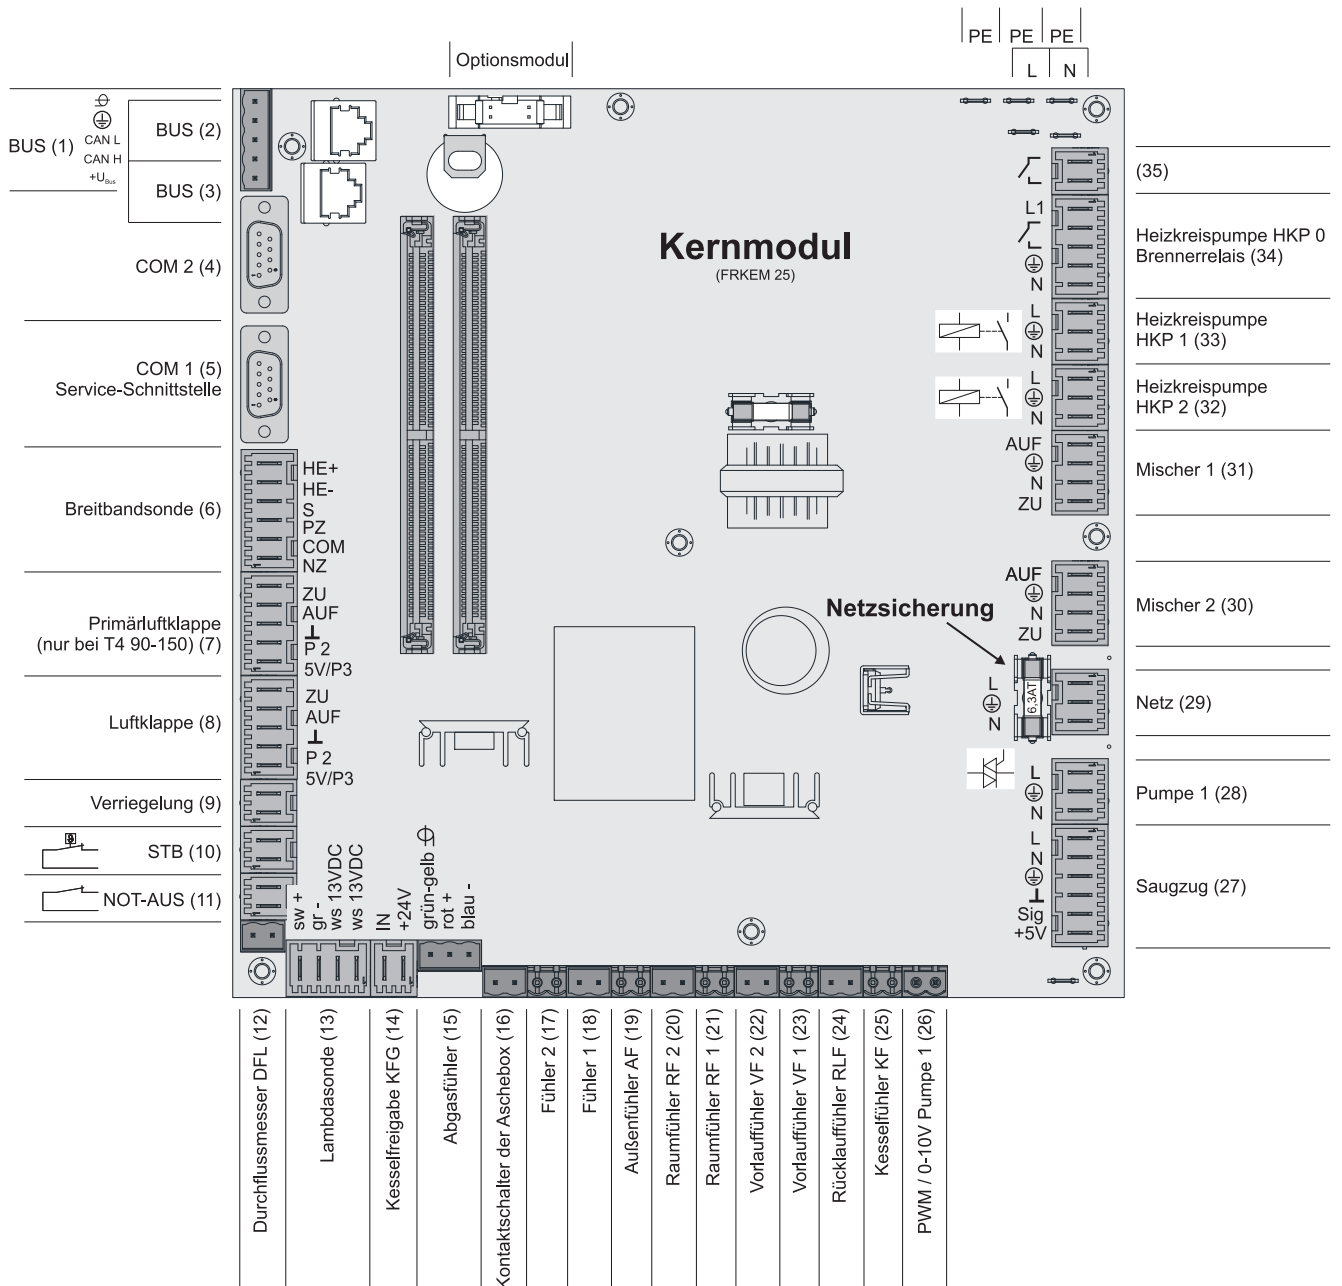 PE PE PE
L N
Optionsmodul
BUS (1)
CAN L
CAN H
+U Bus
BUS (2)
BUS (3)
COM 2 (4)
COM 1 (5)
Service-Schnittstelle
Breitbandsonde (6)
HE+
HE-
S
PZ
COM
NZ
Primärluftklappe
(nur bei T4 90-150) (7)
ZU
AUF
P 2
5V/P3
Luftklappe (8)
ZU
AUF
P 2
5V/P3
Verriegelung (9)
STB (10)
NOT-AUS (11)
Kernmodul
(FRKEM 25)
Netzsicherung
6,3AT
(35)
L1
N
Heizkreispumpe HKP 0
Brennerrelais (34)
L
N
Heizkreispumpe
HKP 1 (33)
L
N
Heizkreispumpe
HKP 2 (32)
AUF
N
ZU
Mischer 1 (31)
AUF
N
ZU
Mischer 2 (30)
L
N
Netz (29)
L
N
Pumpe 1 (28)
L
N
Sig
+5V
Saugzug (27)
sw +
gr -
ws 13VDC
ws 13VDC
IN
+24V
grün-gelb
rot +
blau -
Durchflussmesser DFL (12)
Lambdasonde (13)
Kesselfreigabe KFG (14)
Abgasfühler (15)
Kontaktschalter der Aschebox (16)
Fühler 2 (17)
Fühler 1 (18)
Außenfühler AF (19)
Raumfühler RF 2 (20)
Raumfühler RF 1 (21)
Vorlauffühler VF 2 (22)
Vorlauffühler VF 1 (23)
Rücklauffühler RLF (24)
Kesselfühler KF (25)
PWM / 0-10V Pumpe 1 (26)